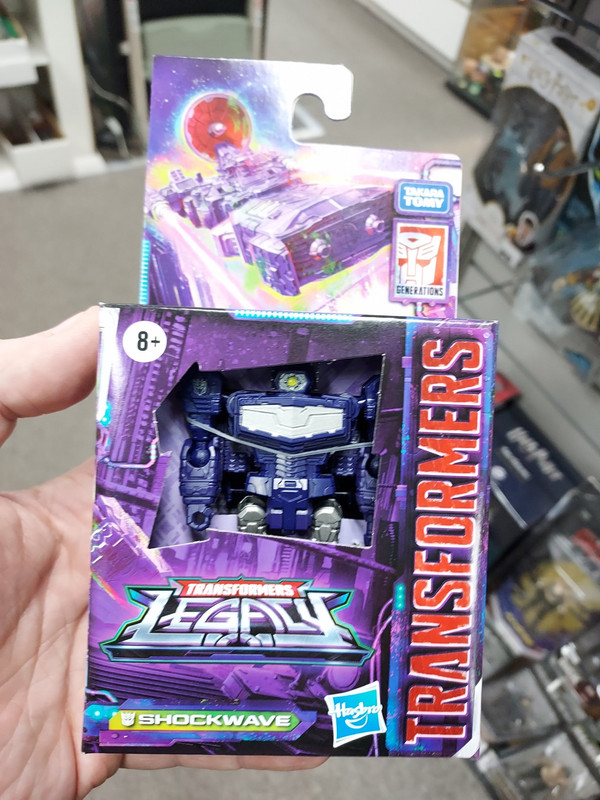 TAKARA
TOMY
GENERATIONS
8+
TRANSFORMERS
TRANSFORMERS
LEGACY
SHOCKWAVE
Hasbro